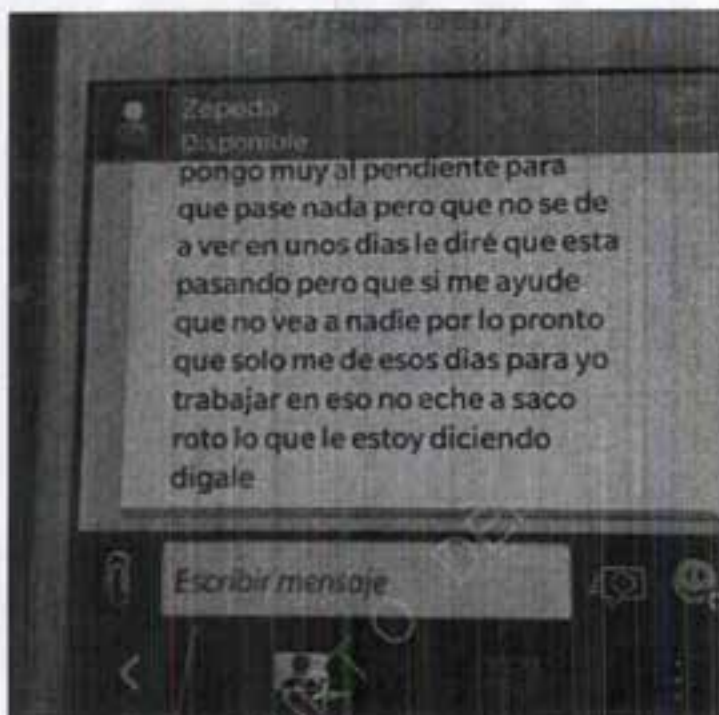 Zepeda
Disponible
pongo muy al pendiente para
que pase nada pero que no se de
a ver en unos dias le diré que esta
pasando pero que si me ayude
que no vea a nadie por lo pronto
que solo me de esos dias para yo
trabajar en eso no eche a saco
roto lo que le estoy diciendo
digale
Escribir mensaje